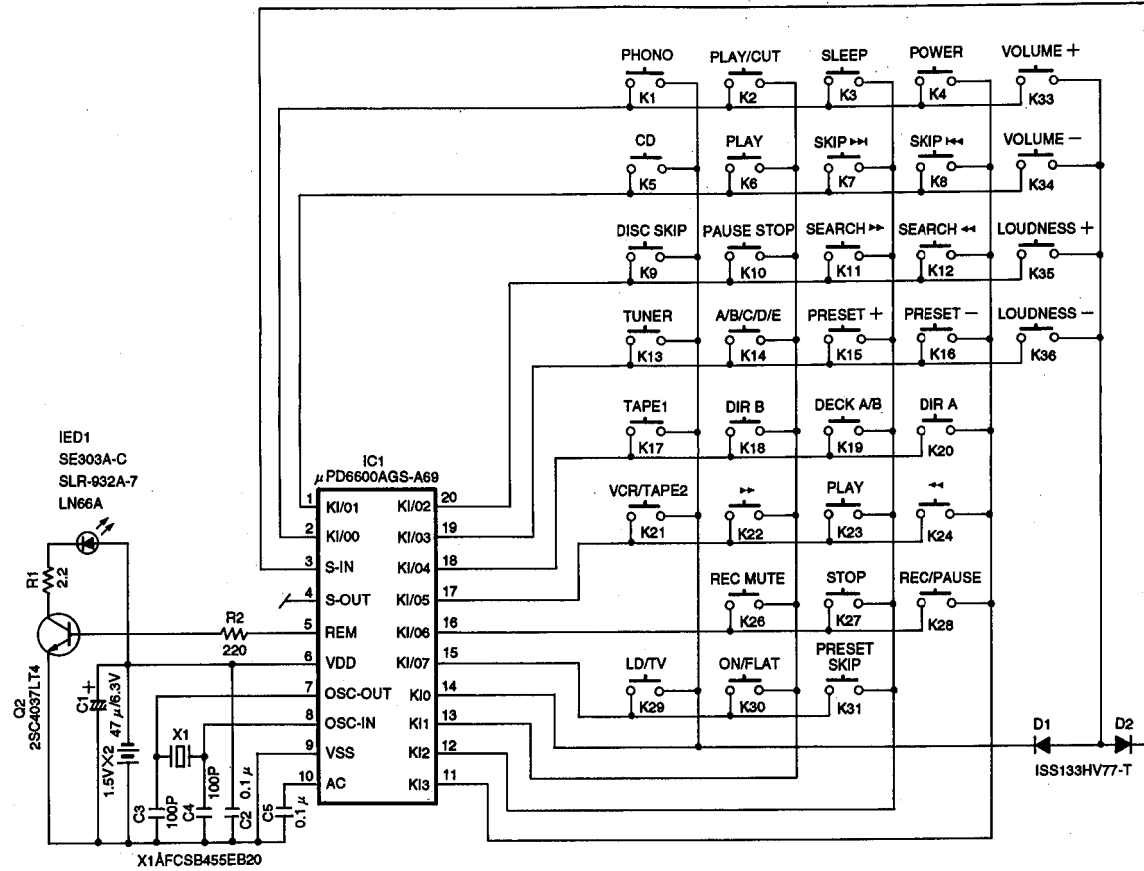 PHONO PLAY/CUT SLEEP POWER VOLUME +
K1 K2 K3 K4 K33
CD PLAY SKIP ▶▶| SKIP |◀◀ VOLUME −
K5 K6 K7 K8 K34
DISC SKIP PAUSE STOP SEARCH ▶▶ SEARCH ◀◀ LOUDNESS +
K9 K10 K11 K12 K35
TUNER A/B/C/D/E PRESET + PRESET − LOUDNESS −
K13 K14 K15 K16 K36
TAPE1 DIR B DECK A/B DIR A
K17 K18 K19 K20
VCR/TAPE2 ▶▶ PLAY ◀◀
K21 K22 K23 K24
REC MUTE STOP REC/PAUSE
K26 K27 K28
LD/TV ON/FLAT PRESET
SKIP
K29 K30 K31
IED1
SE303A-C
SLR-932A-7
LN66A
IC1
μPD6600AGS-A69
1 KI/01 KI/02 20
2 KI/00 KI/03 19
3 S-IN KI/04 18
4 S-OUT KI/05 17
5 REM KI/06 16
6 VDD KI/07 15
7 OSC-OUT KI0 14
8 OSC-IN KI1 13
9 VSS KI2 12
10 AC KI3 11
R1
2.2
R2
220
Q2
2SC4037LT4
C1 +
47 μ/6.3V
1.5V X2
X1
C3
100P
C4
100P
C2
0.1 μ
C5
0.1 μ
D1 D2
ISS133HV77-T
X1ÅFCSB455EB20